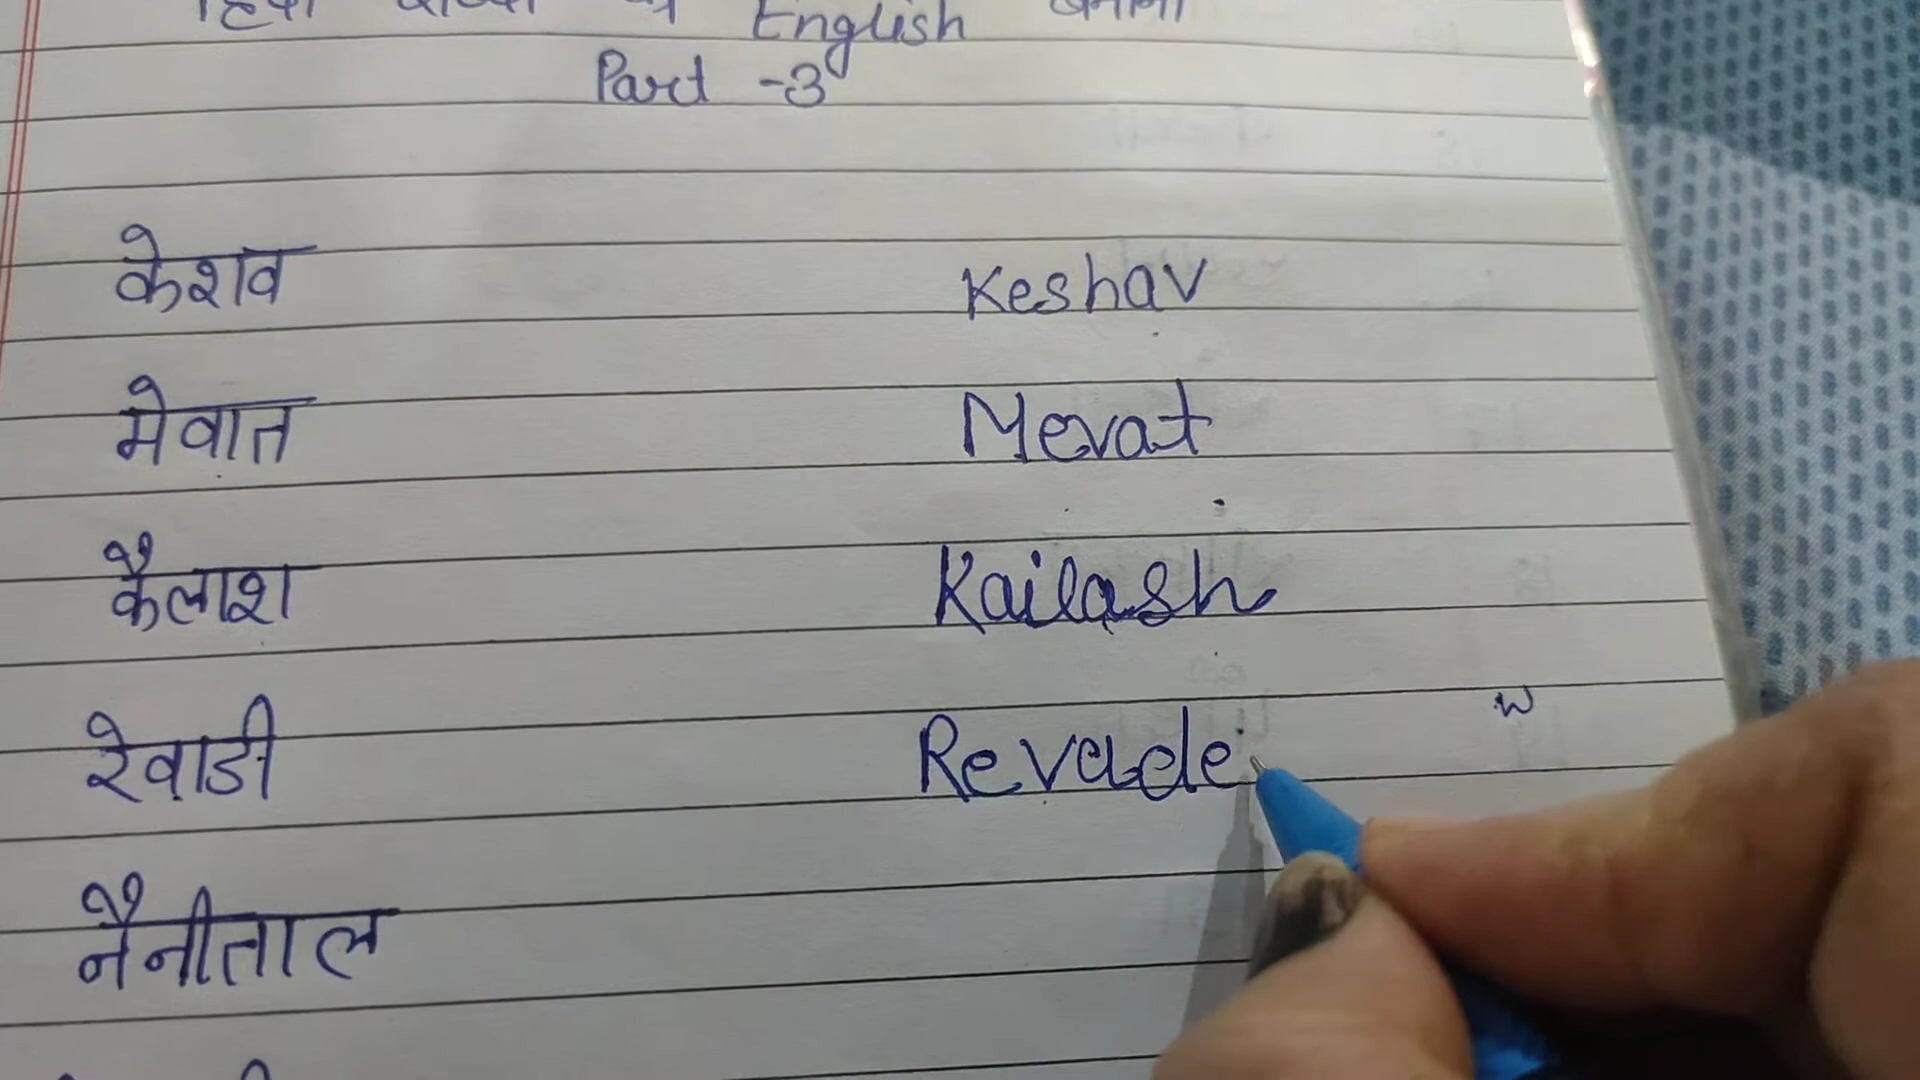 English
Part -3
केशव Keshav
मेवात Mevat
कैलाश Kailash
रेवाडी Revade w
नैनीताल